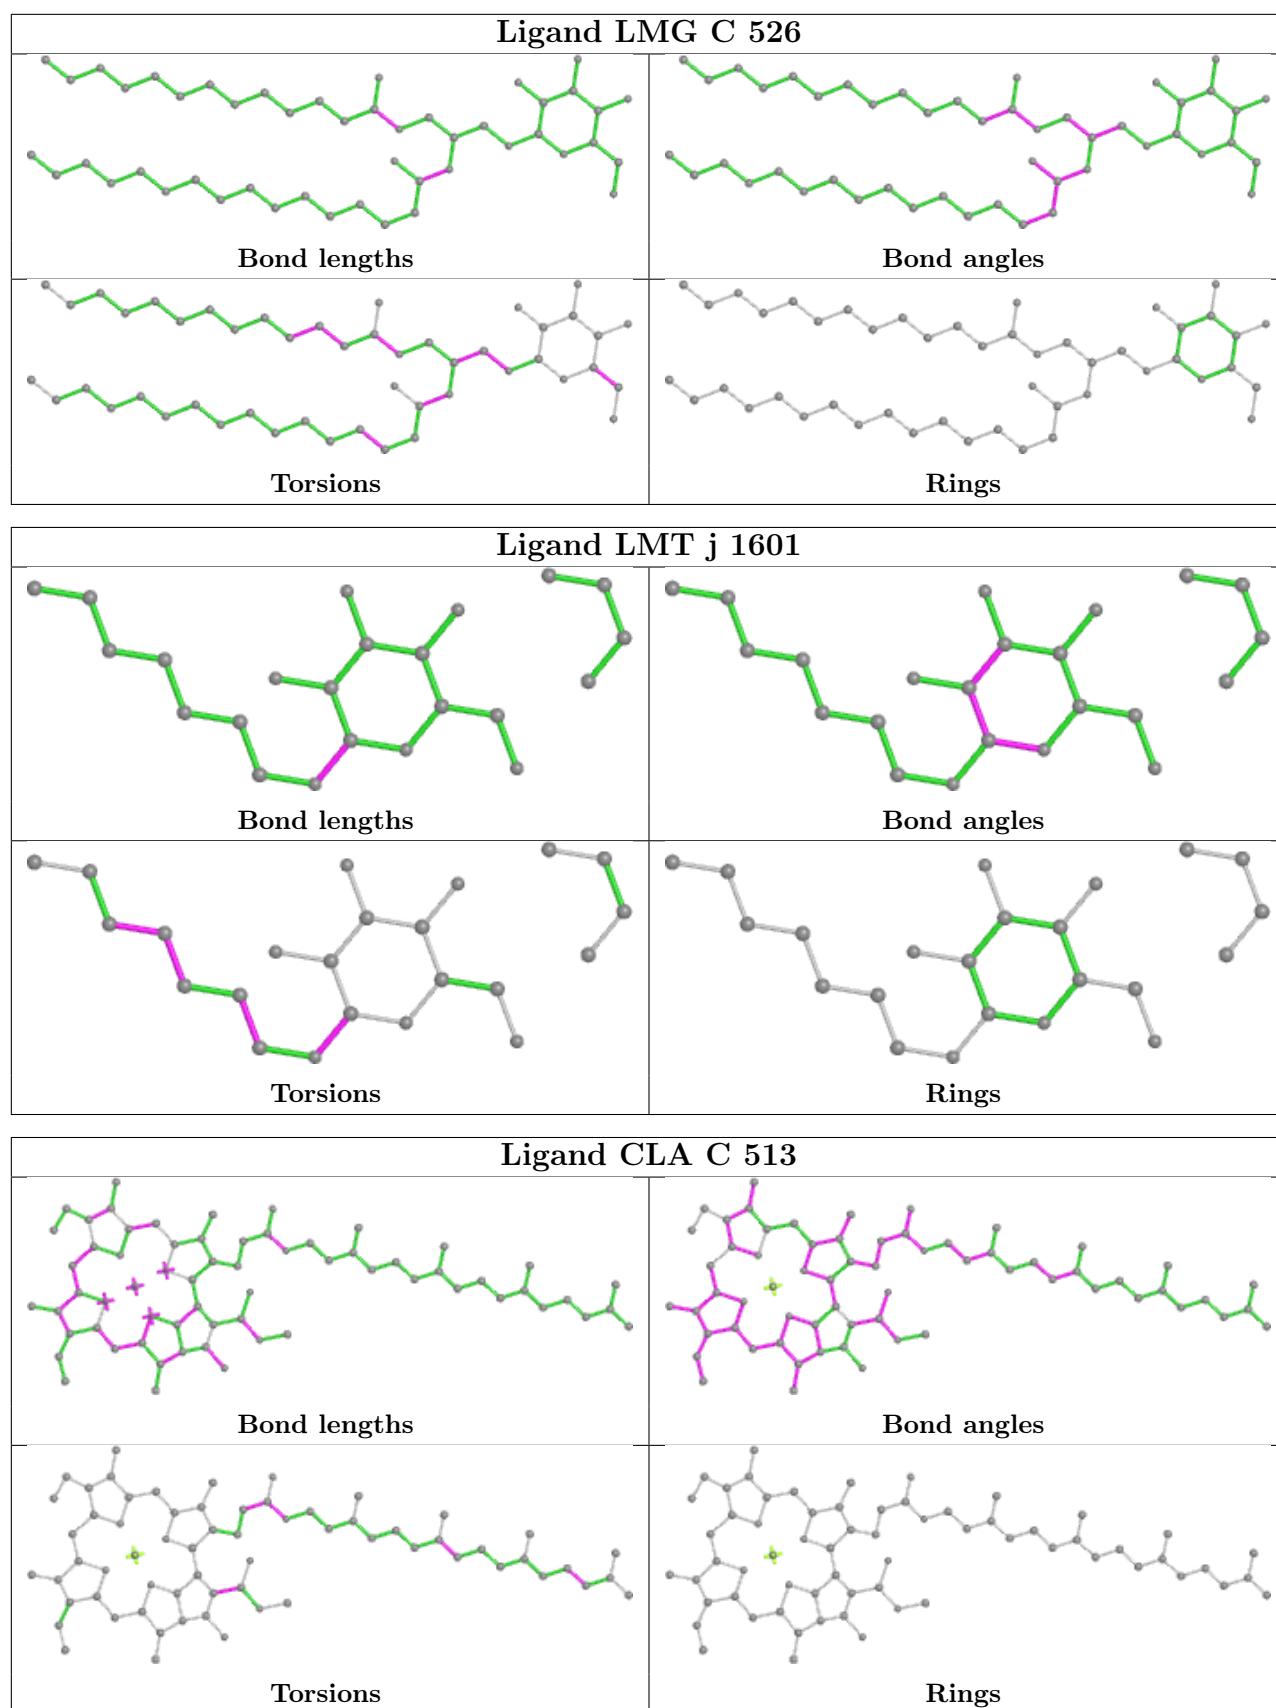 Ligand LMG C 526
Bond lengths
Bond angles
Torsions
Rings
Ligand LMT j 1601
Bond lengths
Bond angles
Torsions
Rings
Ligand CLA C 513
Bond lengths
Bond angles
Torsions
Rings